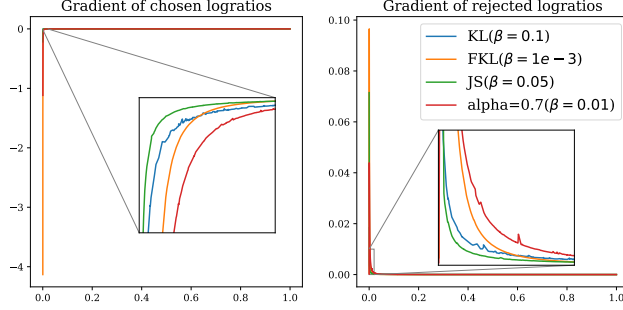 Gradient of chosen logratios
0
−1
−2
−3
−4
0.0 0.2 0.4 0.6 0.8 1.0
Gradient of rejected logratios
0.10
0.08
0.06
0.04
0.02
0.00
0.0 0.2 0.4 0.6 0.8 1.0
KL(β = 0.1)
FKL(β = 1e − 3)
JS(β = 0.05)
alpha=0.7(β = 0.01)